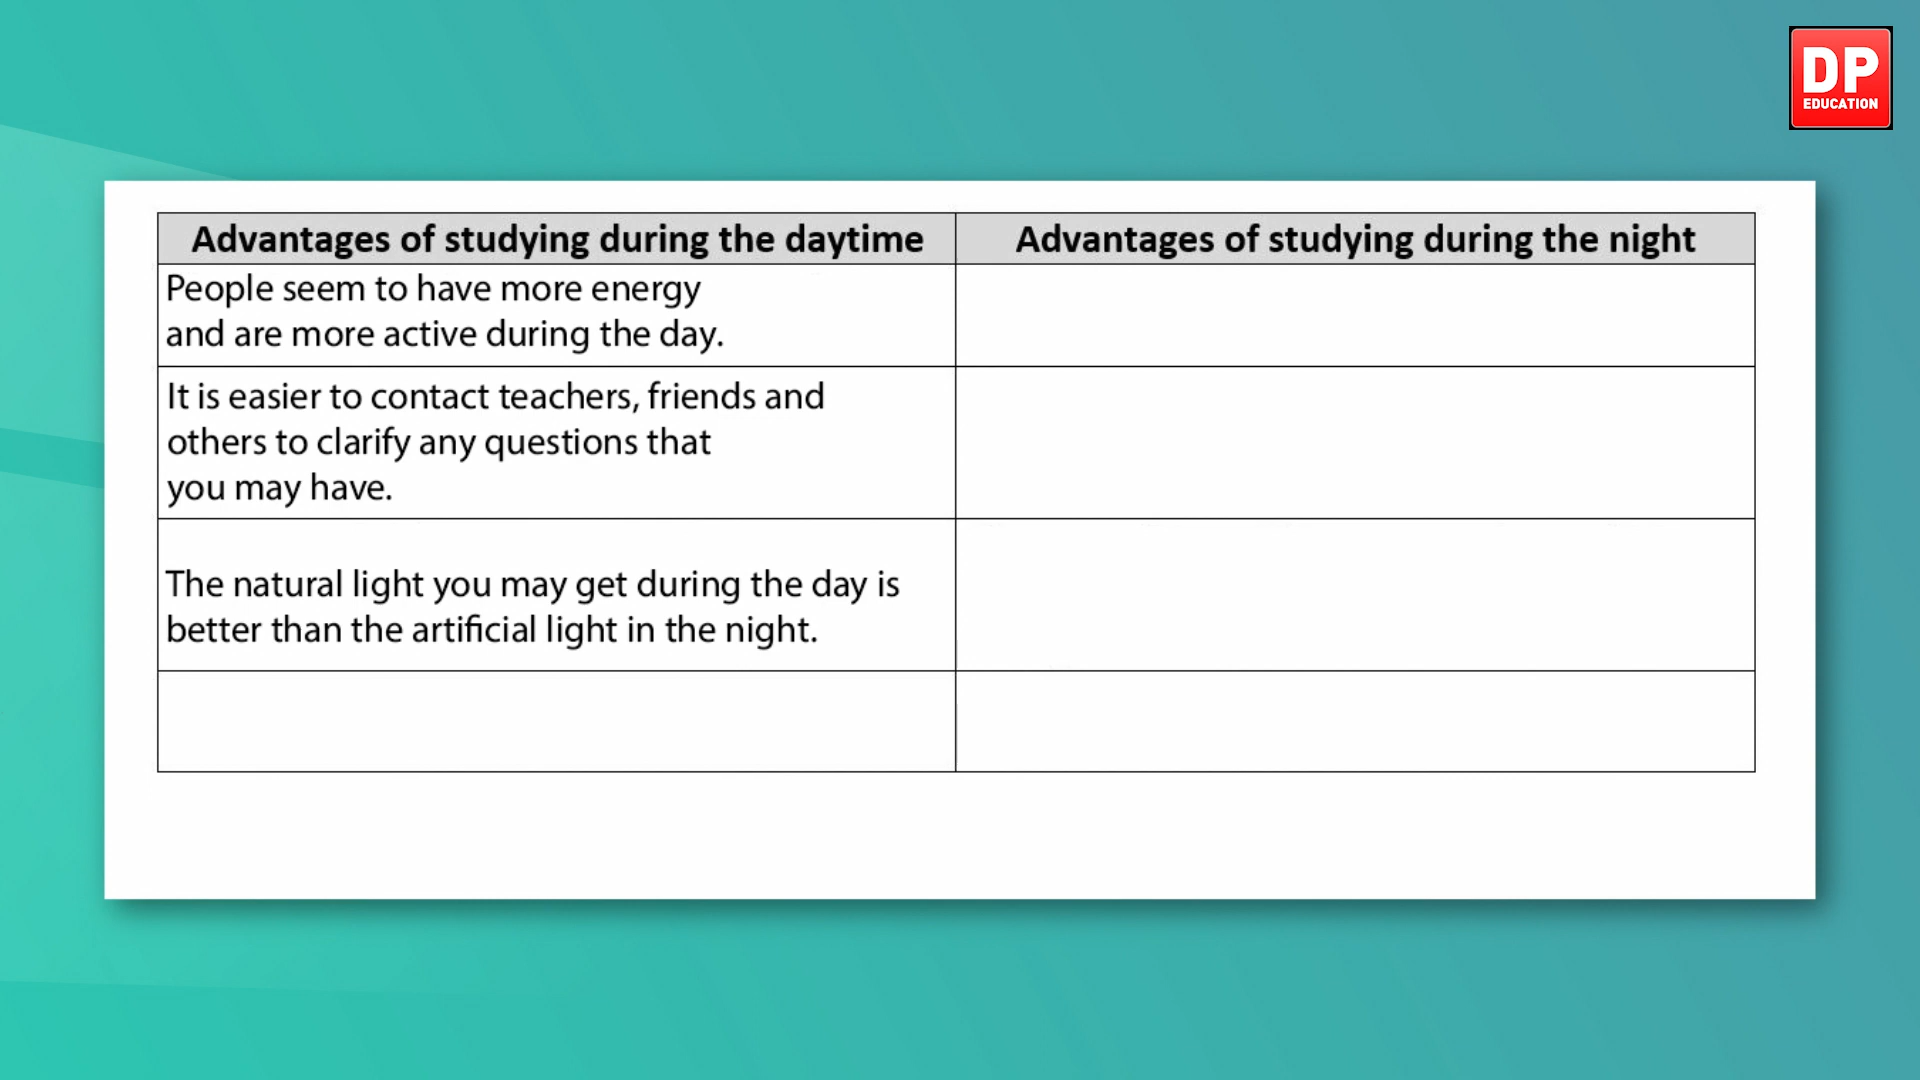 DP
EDUCATION
Advantages of studying during the daytime
Advantages of studying during the night
People seem to have more energy
and are more active during the day.
It is easier to contact teachers, friends and
others to clarify any questions that
you may have.
The natural light you may get during the day is
better than the artificial light in the night.